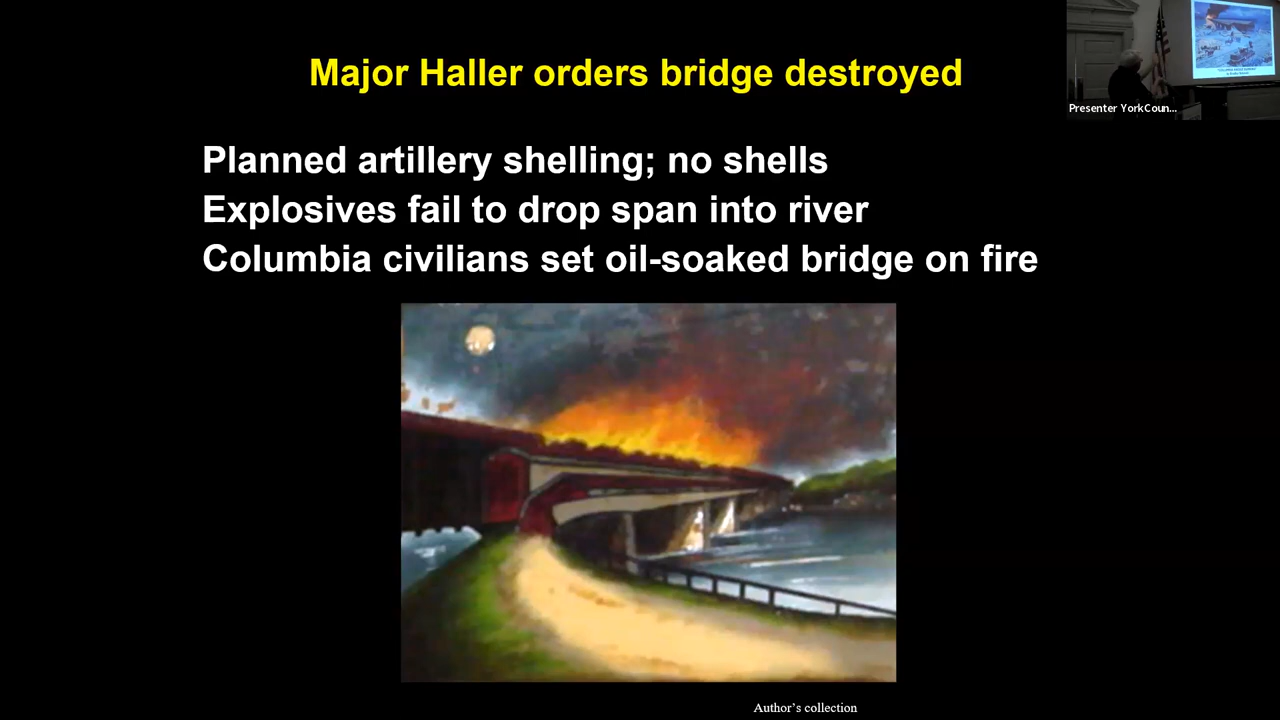 Major Haller orders bridge destroyed
Presenter YorkCoun...
Planned artillery shelling; no shells
Explosives fail to drop span into river
Columbia civilians set oil-soaked bridge on fire
Author's collection